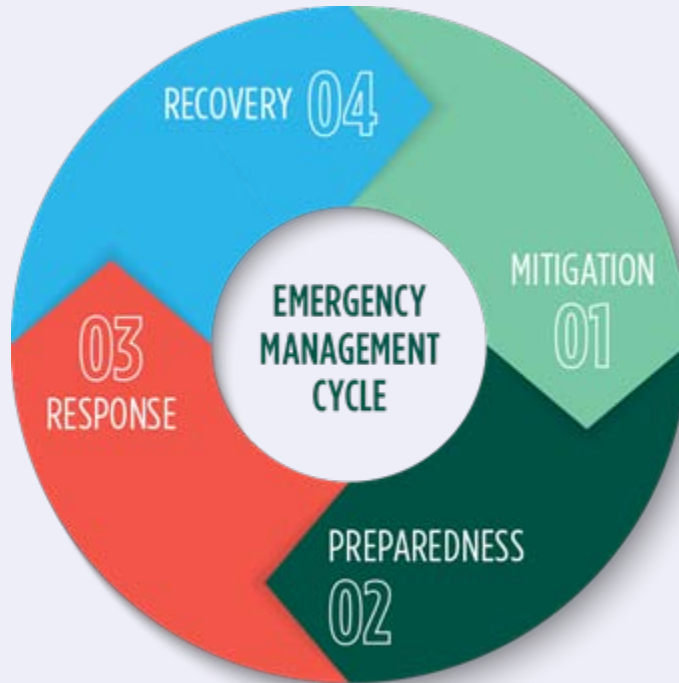 RECOVERY 04
MITIGATION
01
EMERGENCY
MANAGEMENT
CYCLE
03
RESPONSE
PREPAREDNESS
02